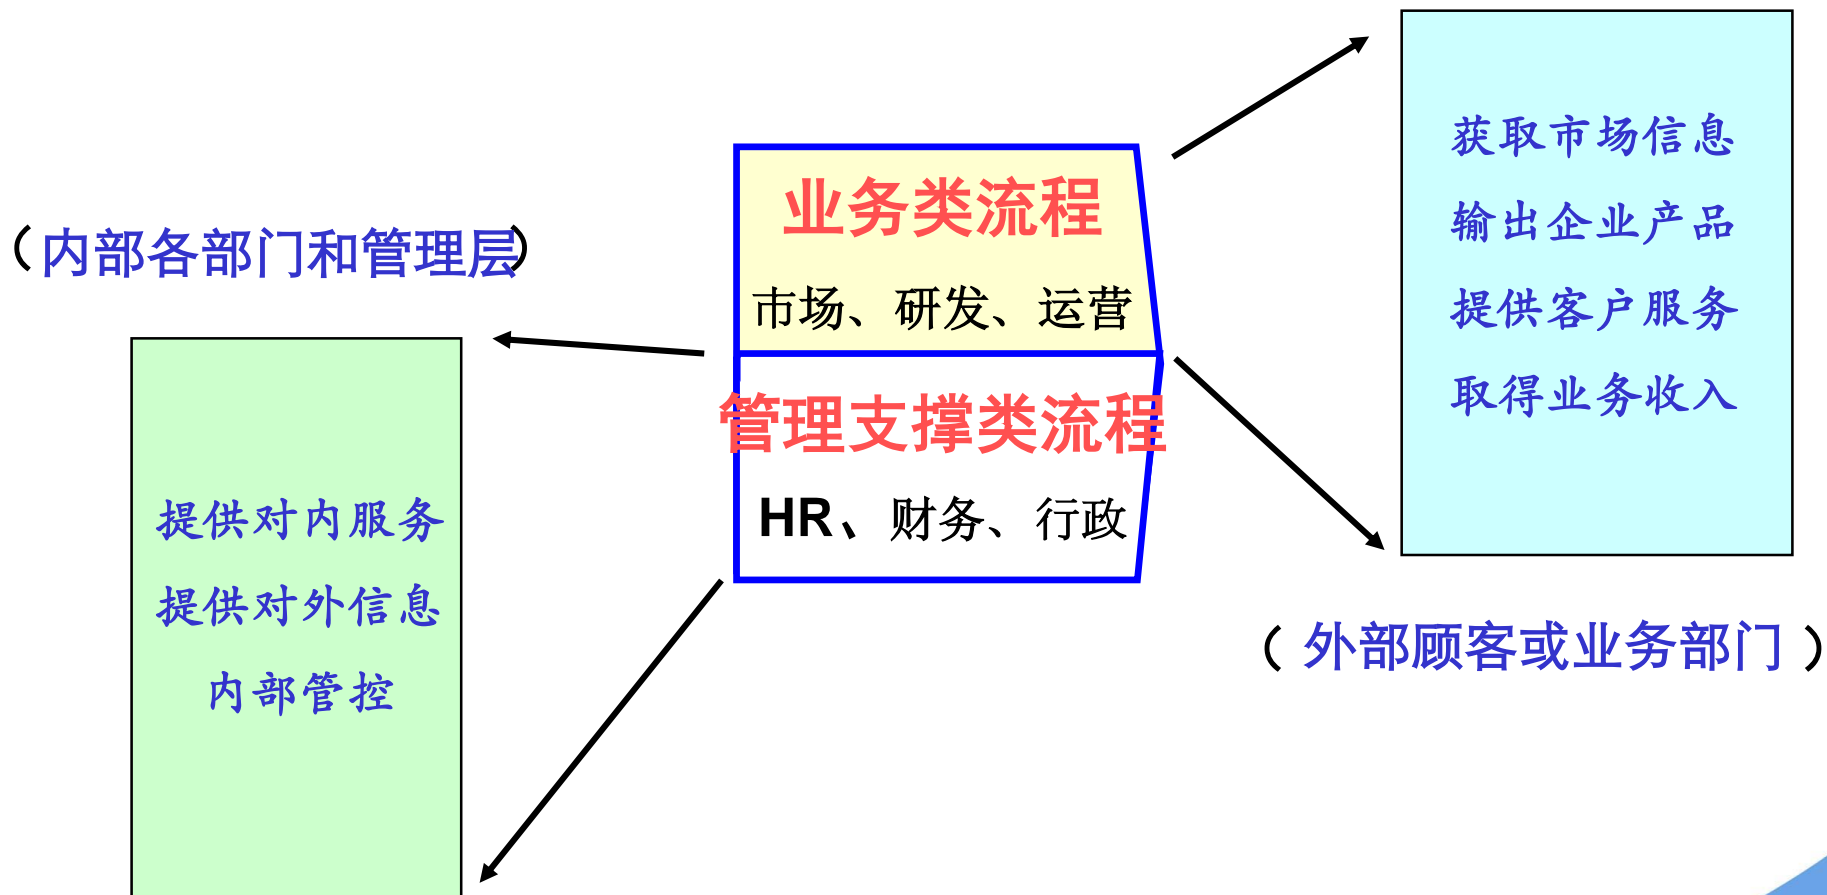 （内部各部门和管理层）
提供对内服务
提供对外信息
内部管控
业务类流程
市场、研发、运营
管理支撑类流程
HR、财务、行政
获取市场信息
输出企业产品
提供客户服务
取得业务收入
（外部顾客或业务部门）